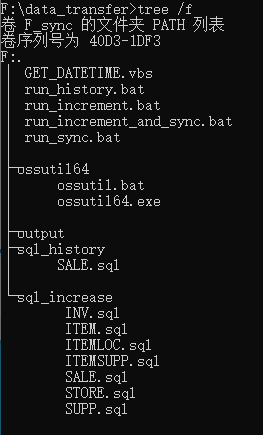 F:\data_transfer>tree /f
卷 F_sync 的文件夹 PATH 列表
卷序列号为 40D3-1DF3
F:.
GET_DATETIME.vbs
run_history.bat
run_increment.bat
run_increment_and_sync.bat
run_sync.bat
ossutil64
ossutil.bat
ossutil64.exe
output
sql_history
SALE.sql
sql_increase
INV.sql
ITEM.sql
ITEMLOC.sql
ITEMSUPP.sql
SALE.sql
STORE.sql
SUPP.sql